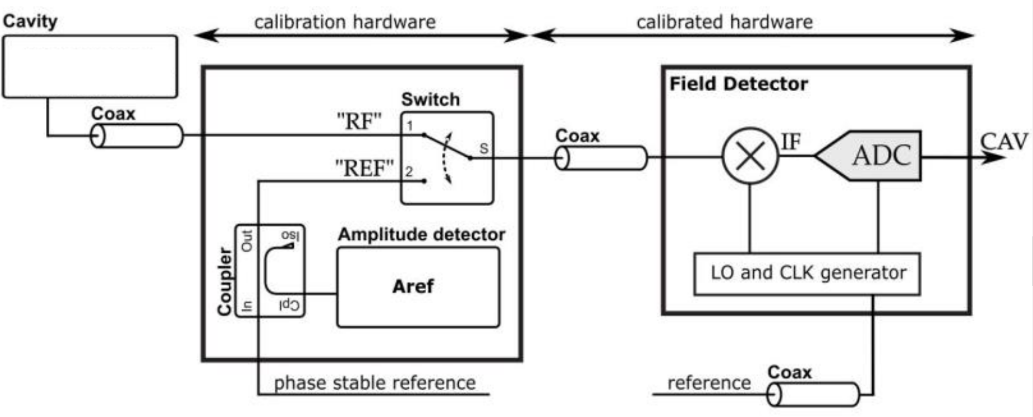 Cavity
calibration hardware
calibrated hardware
Coax
"RF"
Switch
1
S
"REF"
2
Coax
Field Detector
IF
ADC
CAV
LO and CLK generator
Coupler
Out
Iso
In
Cpl
Amplitude detector
Aref
phase stable reference
reference
Coax